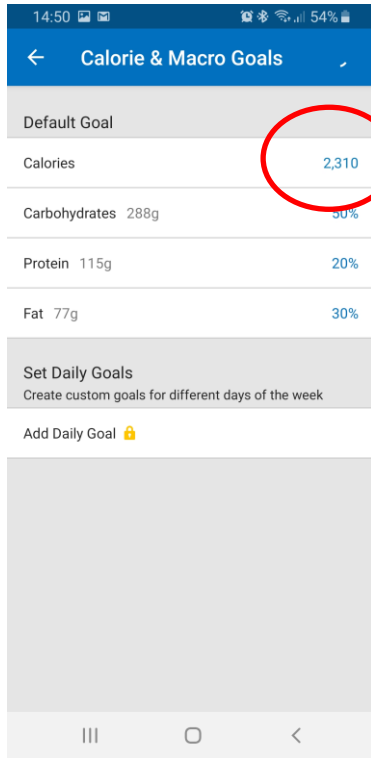 14:50 54%
Calorie & Macro Goals
Default Goal
Calories 2,310
Carbohydrates 288g 50%
Protein 115g 20%
Fat 77g 30%
Set Daily Goals
Create custom goals for different days of the week
Add Daily Goal